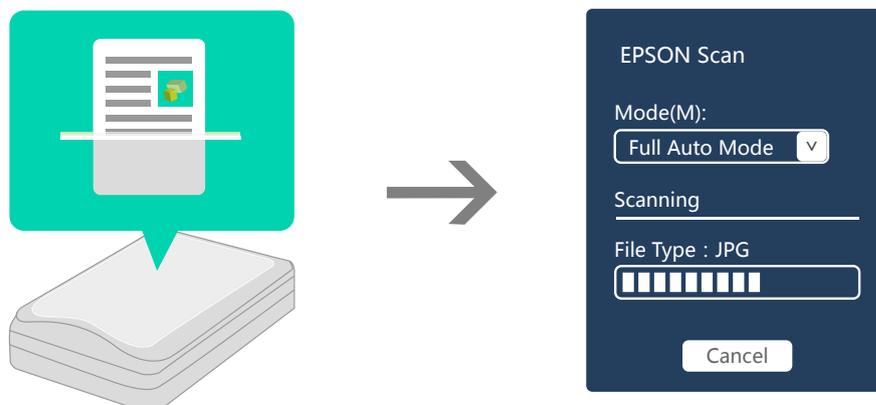 EPSON Scan
Mode(M):
Full Auto Mode
Scanning
File Type : JPG
Cancel